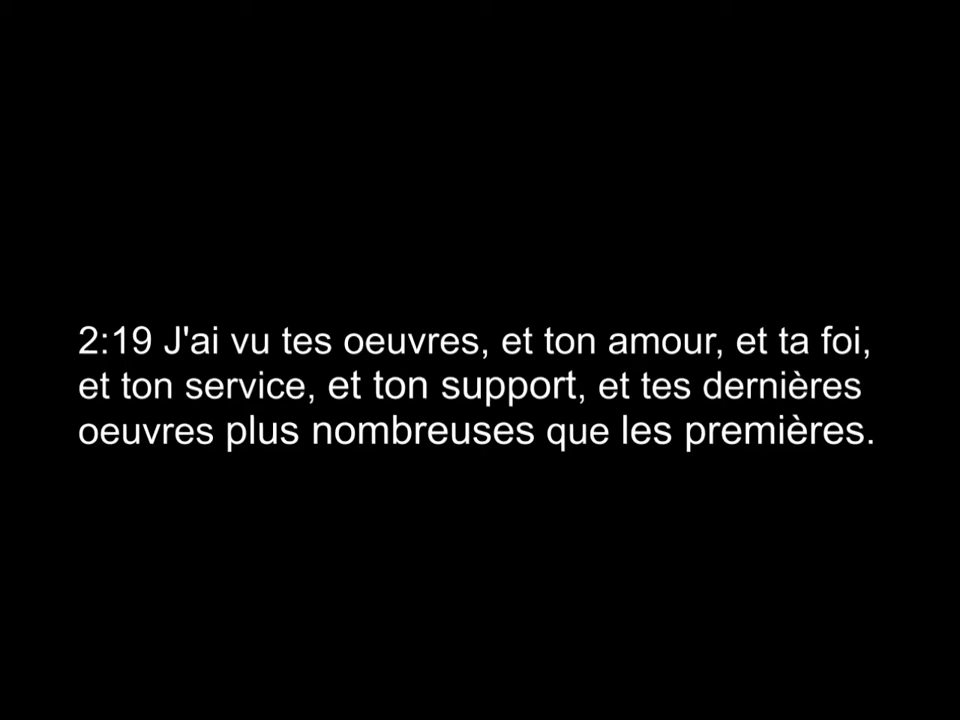 2:19 J'ai vu tes oeuvres, et ton amour, et ta foi,
et ton service, et ton support, et tes dernières
oeuvres plus nombreuses que les premières.